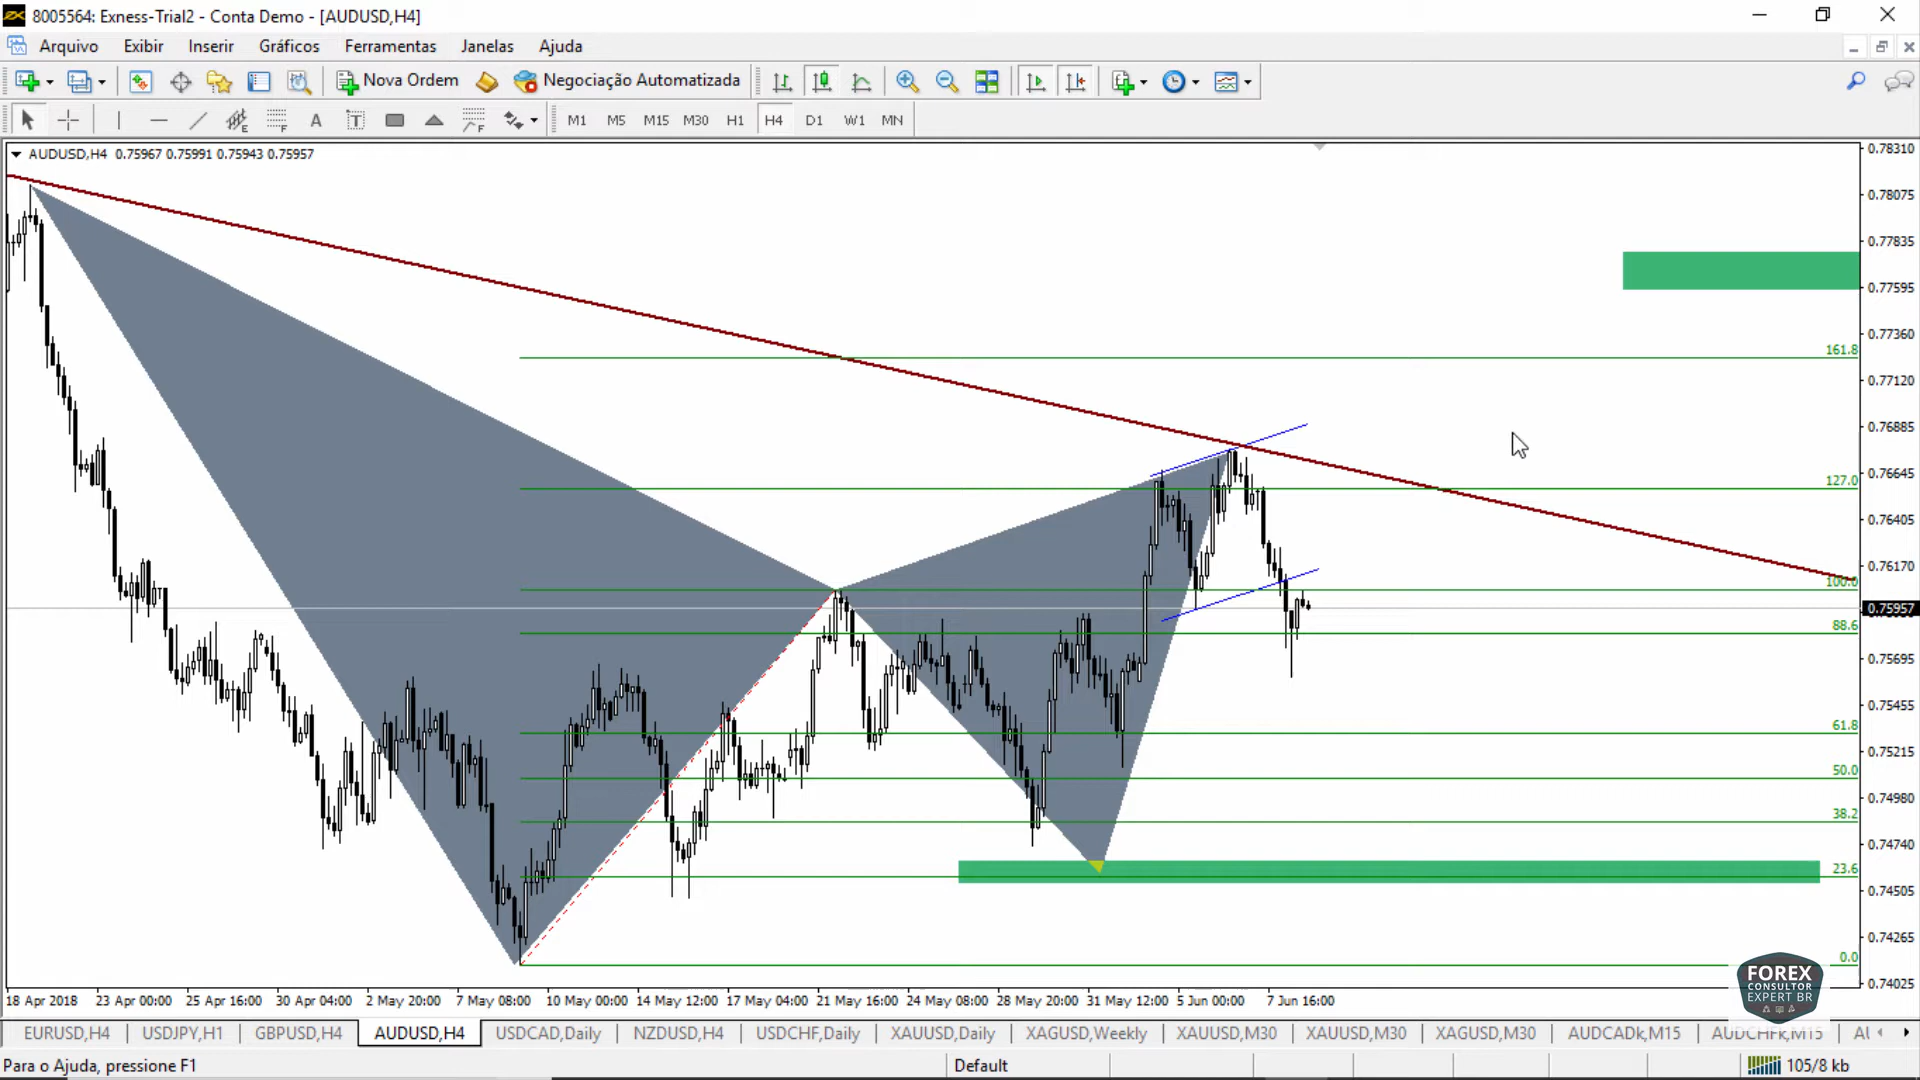 8005564: Exness-Trial2 - Conta Demo - [AUDUSD,H4]
Arquivo Exibir Inserir Gráficos Ferramentas Janelas Ajuda
Nova Ordem Negociação Automatizada
A T E F F M1 M5 M15 M30 H1 H4 D1 W1 MN
AUDUSD,H4 0.75967 0.75991 0.75943 0.75957
0.78310
0.78075
0.77835
0.77595
0.77360
161.8
0.77120
0.76885
0.76645
127.0
0.76405
0.76170
100.0
0.75957
88.6
0.75695
0.75455
61.8
0.75215
50.0
0.74980
38.2
0.74740
23.6
0.74505
0.74265
0.0
0.74025
FOREX
CONSULTOR
EXPERT BR
18 Apr 2018 23 Apr 00:00 25 Apr 16:00 30 Apr 04:00 2 May 20:00 7 May 08:00 10 May 00:00 14 May 12:00 17 May 04:00 21 May 16:00 24 May 08:00 28 May 20:00 31 May 12:00 5 Jun 00:00 7 Jun 16:00
EURUSD,H4 USDJPY,H1 GBPUSD,H4 AUDUSD,H4 USDCAD,Daily NZDUSD,H4 USDCHF,Daily XAUUSD,Daily XAGUSD,Weekly XAUUSD,M30 XAUUSD,M30 XAGUSD,M30 AUDCADk,M15 AUDCHFk,M15
Para o Ajuda, pressione F1 Default 105/8 kb